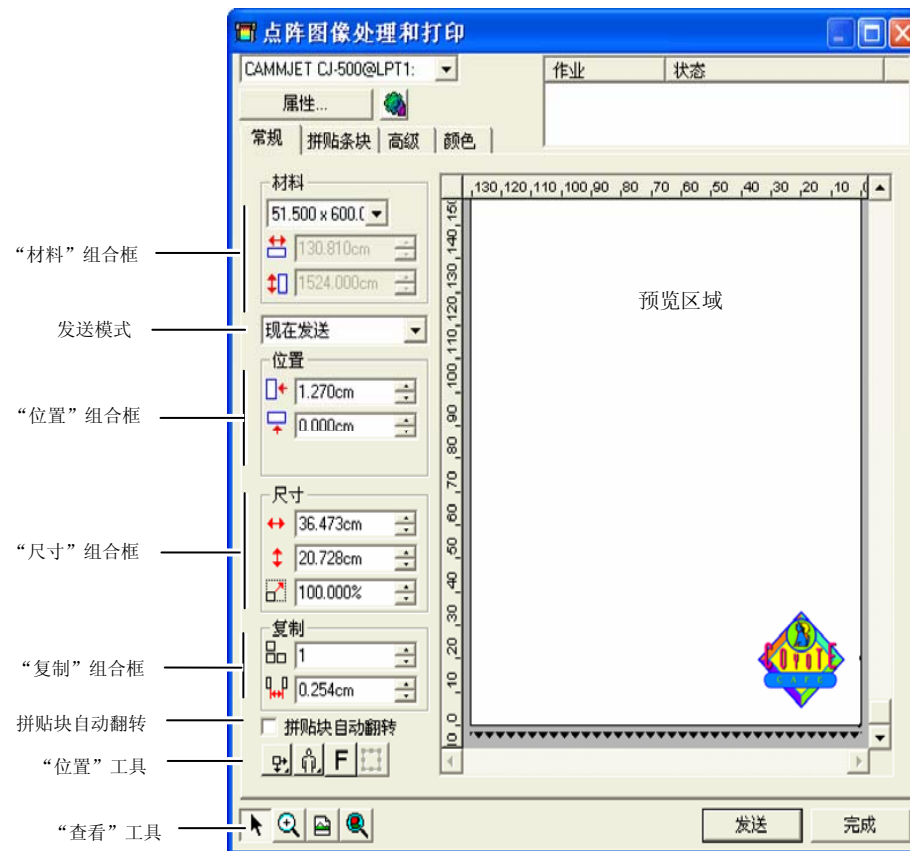 点阵图像处理和打印
CAMMJET CJ-500@LPT1:
作业 状态
属性...
常规 拼贴条块 高级 颜色
材料
51.500 x 600.(
130.810cm
1524.000cm
“材料”组合框
发送模式
现在发送
位置
1.270cm
0.000cm
“位置”组合框
尺寸
36.473cm
20.728cm
100.000%
“尺寸”组合框
复制
1
0.254cm
“复制”组合框
拼贴块自动翻转
拼贴块自动翻转
“位置”工具
F
“查看”工具
130 120 110 100 90 80 70 60 50 40 30 20 10 0
150 140 130 120 110 100 90 80 70 60 50 40 30 20 10 0 10
预览区域
COYOTE
CAFE
发送 完成